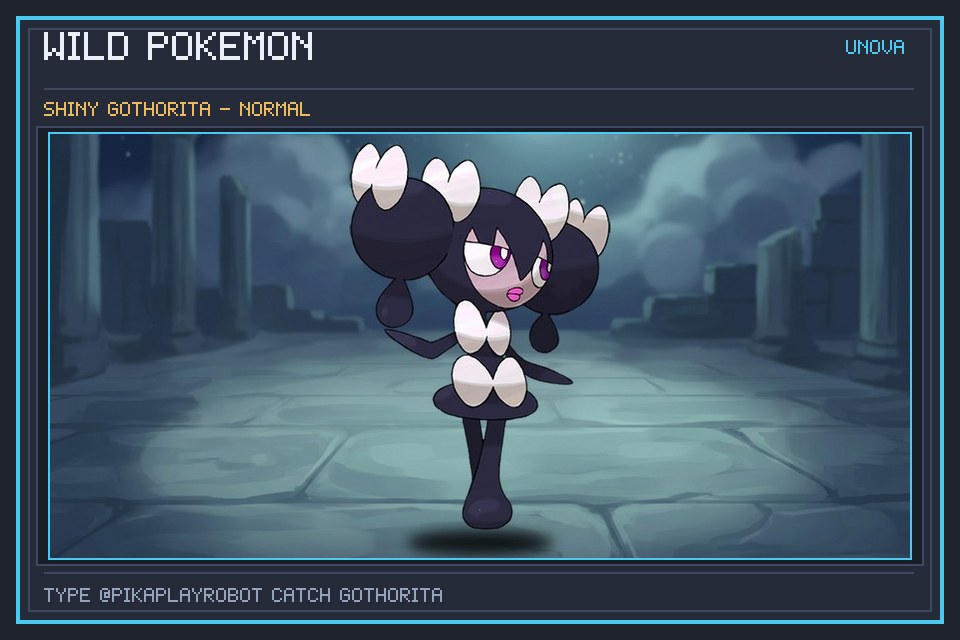 WILD POKEMON
UNOVA
SHINY GOTHORITA - NORMAL
TYPE @PIKAPLAYROBOT CATCH GOTHORITA